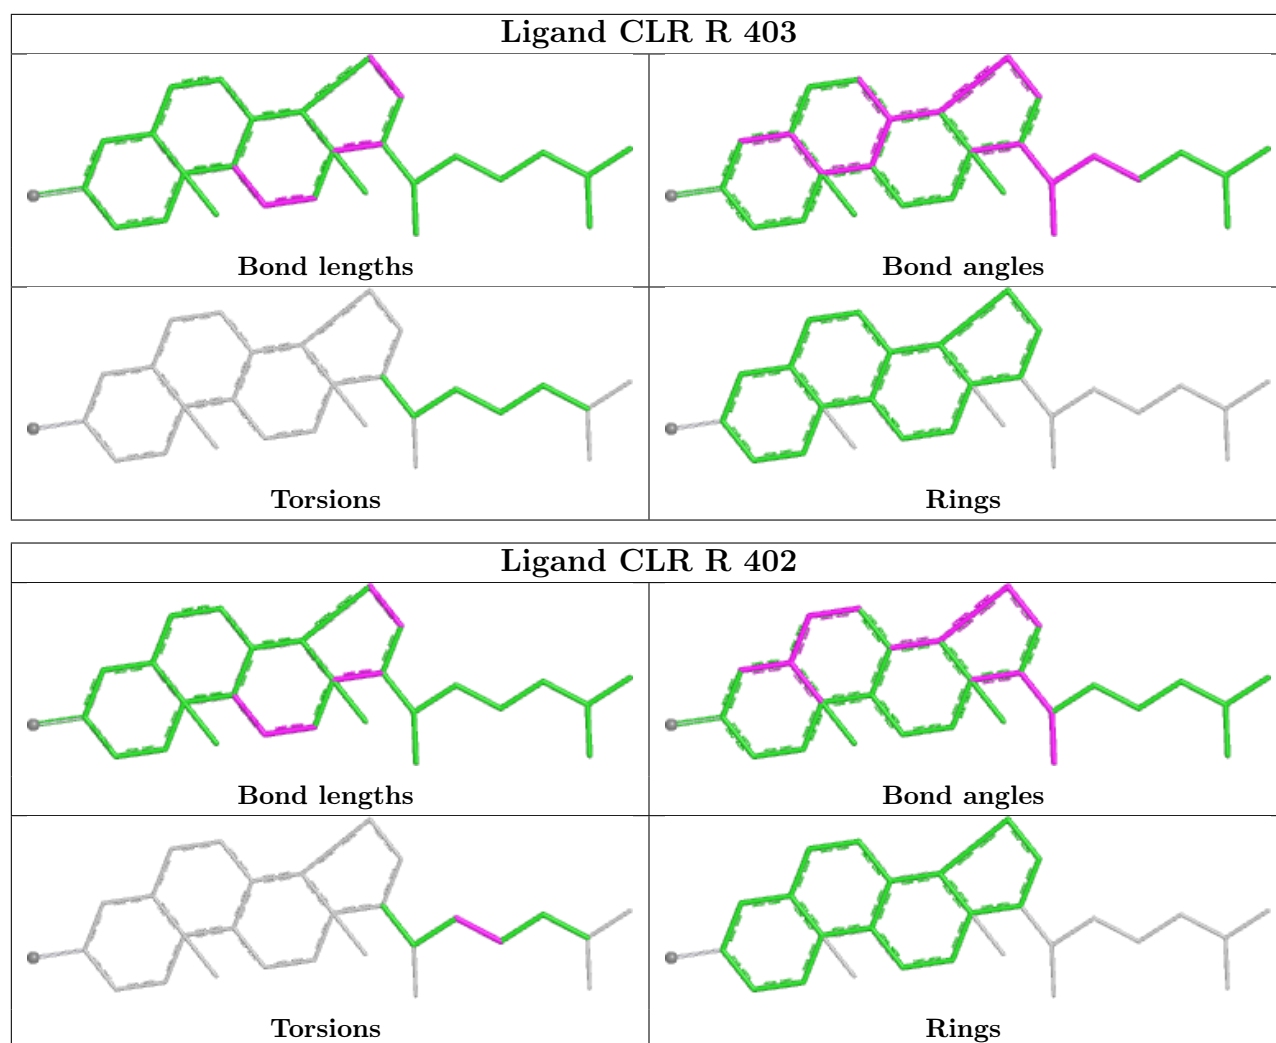 Ligand CLR R 403
Bond lengths
Bond angles
Torsions
Rings
Ligand CLR R 402
Bond lengths
Bond angles
Torsions
Rings